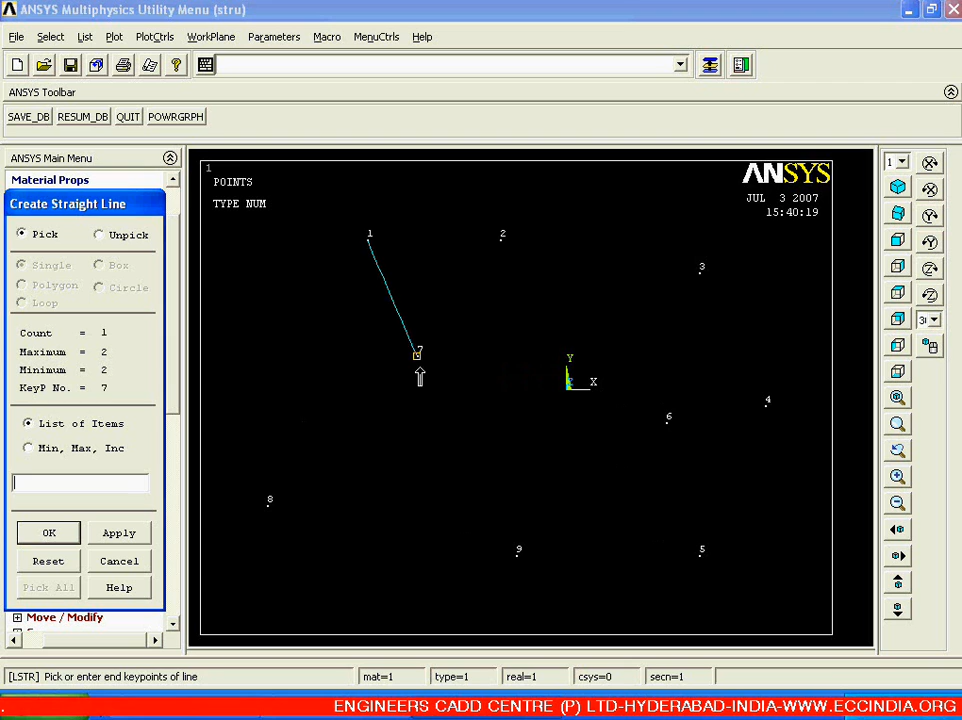 ANSYS Multiphysics Utility Menu (stru)
File Select List Plot PlotCtrls WorkPlane Parameters Macro MenuCtrls Help
ANSYS Toolbar
SAVE_DB RESUM_DB QUIT POWRGRPH
ANSYS Main Menu
Material Props
Create Straight Line
Pick Unpick
Single Box
Polygon Circle
Loop
Count = 1
Maximum = 2
Minimum = 2
KeyP No. = 7
List of Items
Min, Max, Inc
OK Apply
Reset Cancel
Pick All Help
Move / Modify
1
POINTS
TYPE NUM
ANSYS
JUL 3 2007
15:40:19
1
2
3
7
Y
X
4
6
8
9
5
1
[LSTR] Pick or enter end keypoints of line
mat=1 type=1 real=1 csys=0 secn=1
. ENGINEERS CADD CENTRE (P) LTD-HYDERABAD-INDIA-WWW.ECCINDIA.ORG